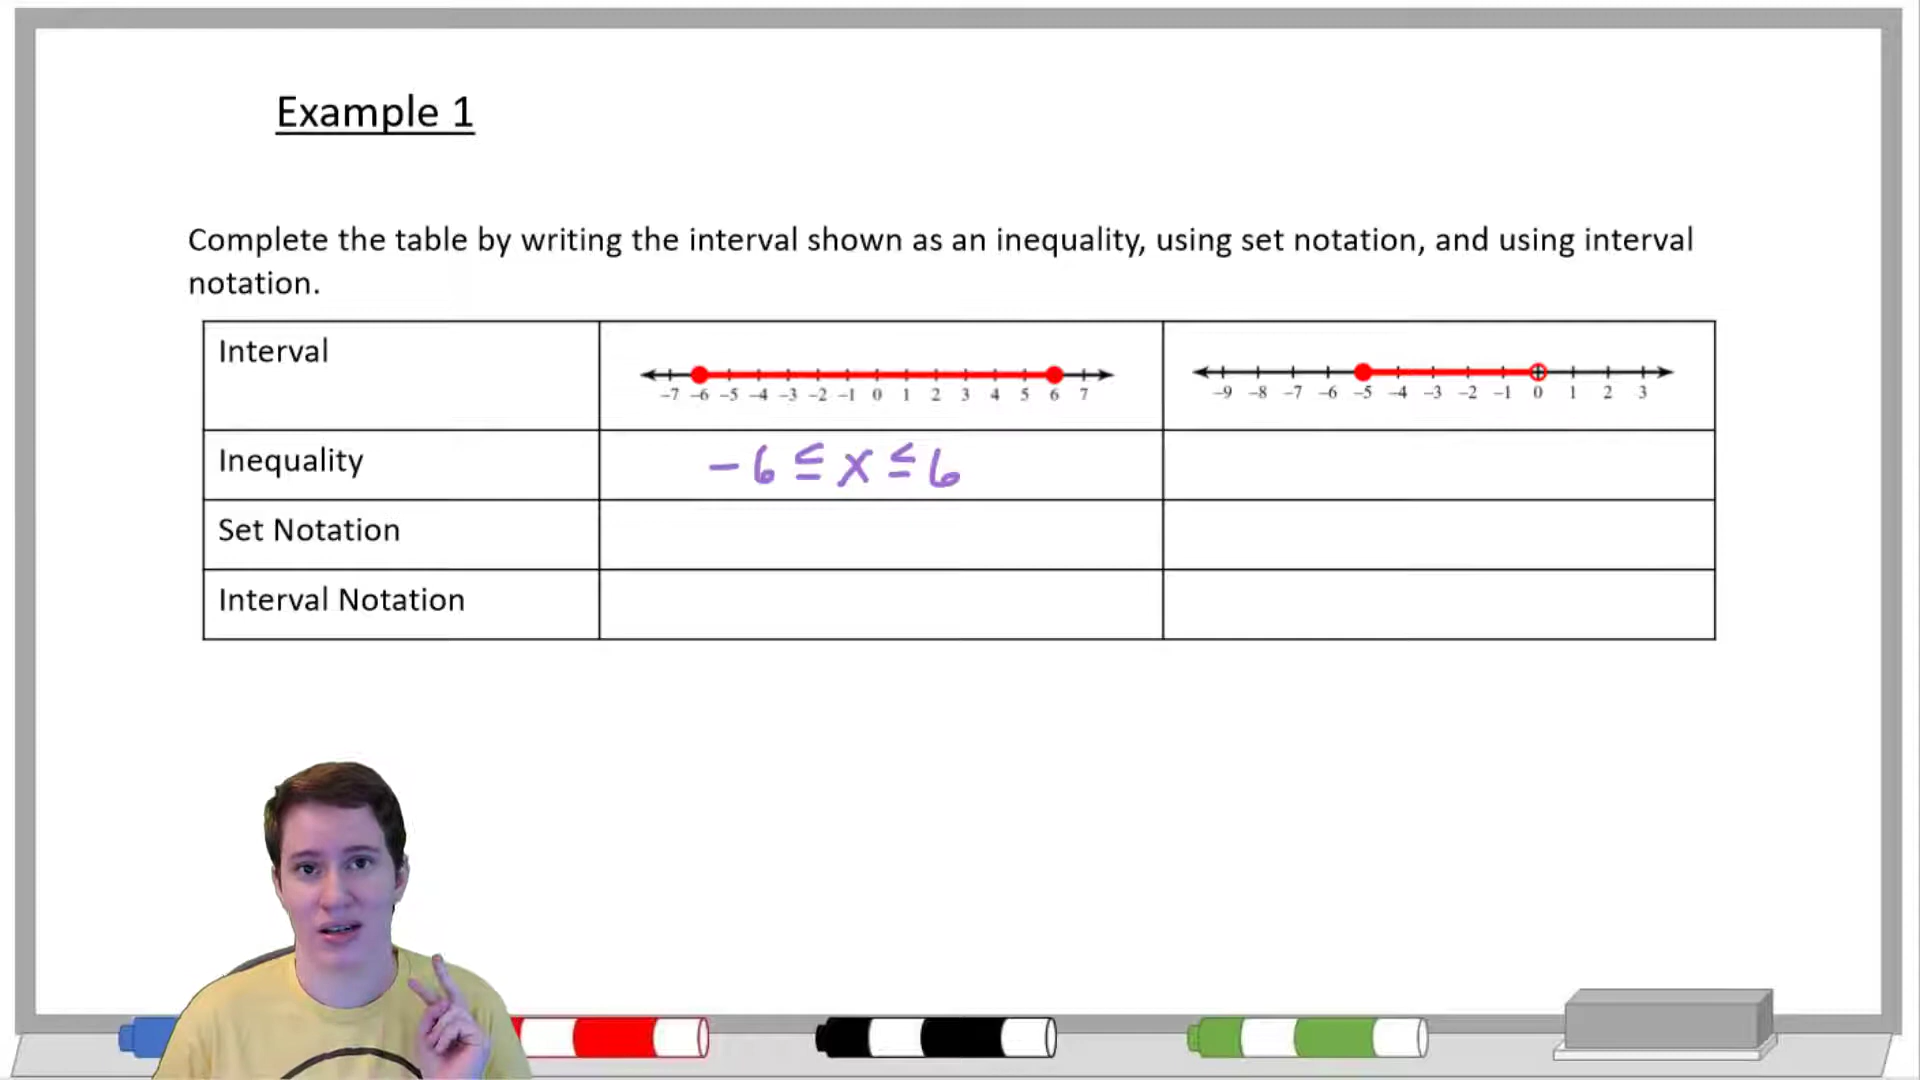 Example 1
Complete the table by writing the interval shown as an inequality, using set notation, and using interval
notation.
Interval
−7 −6 −5 −4 −3 −2 −1 0 1 2 3 4 5 6 7
−9 −8 −7 −6 −5 −4 −3 −2 −1 0 1 2 3
Inequality
−6 ≤ x ≤ 6
Set Notation
Interval Notation